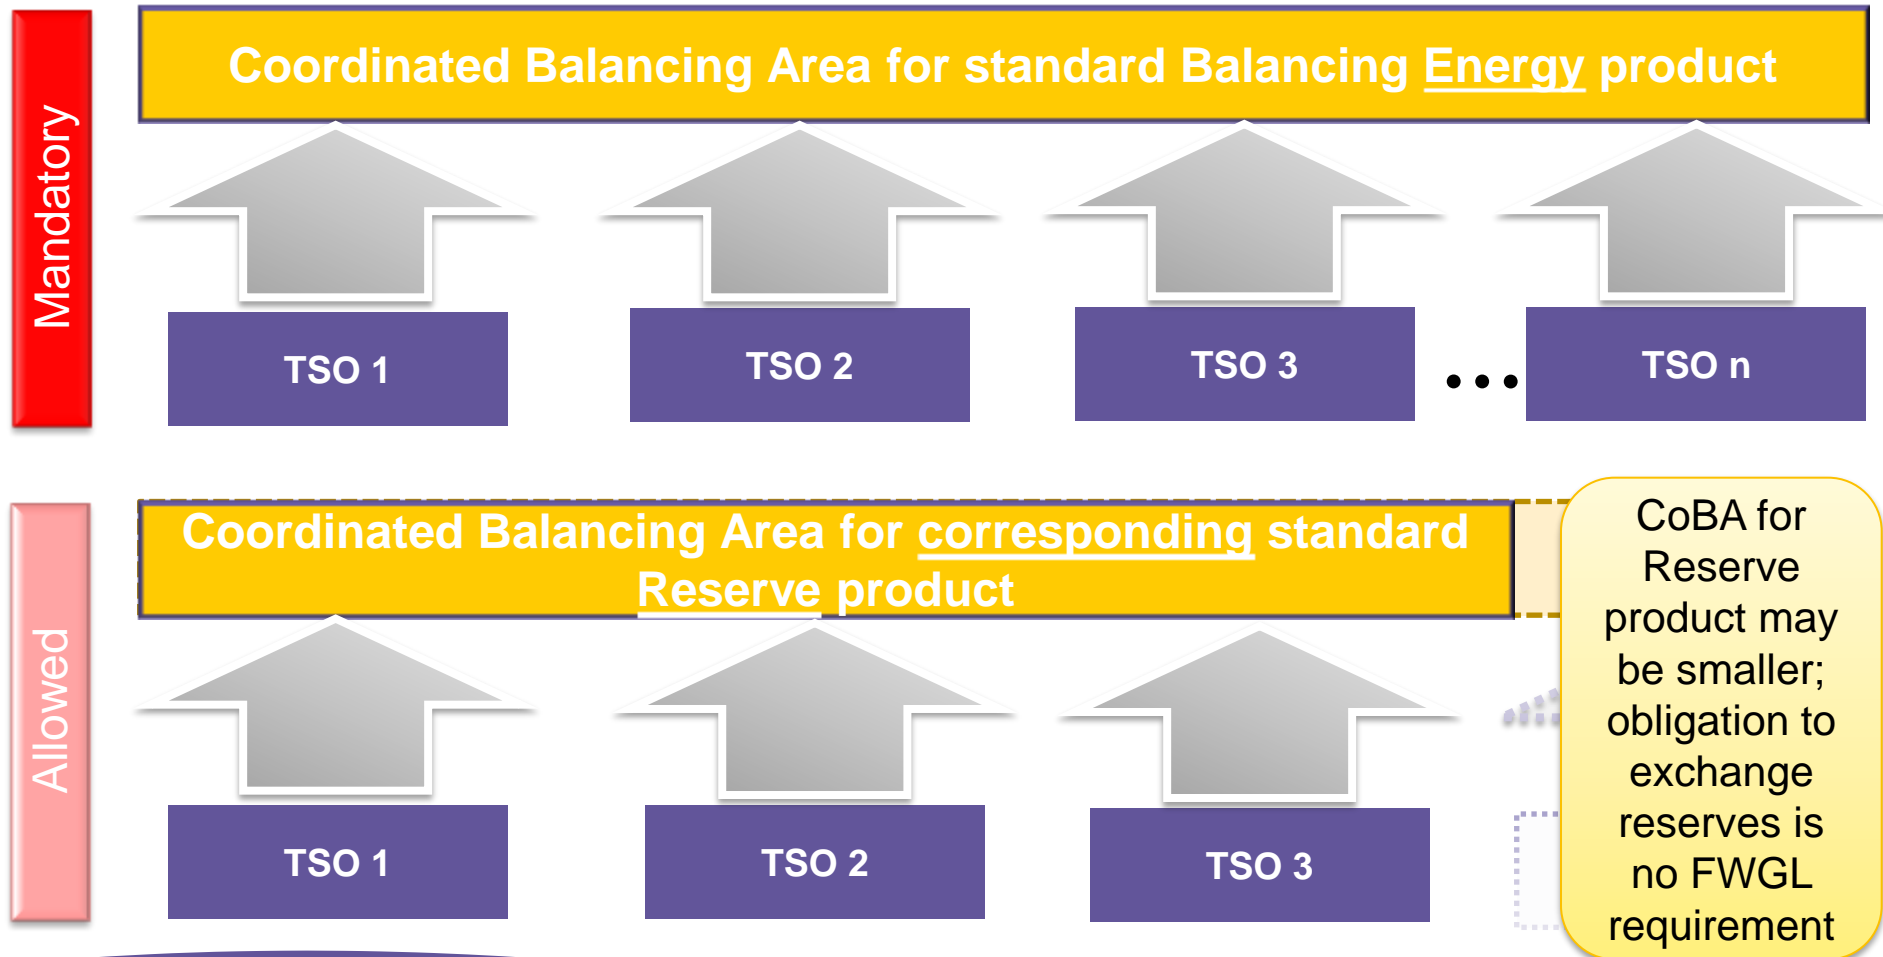 Mandatory
Coordinated Balancing Area for standard Balancing Energy product
TSO 1
TSO 2
TSO 3
...
TSO n
Allowed
Coordinated Balancing Area for corresponding standard
Reserve product
TSO 1
TSO 2
TSO 3
CoBA for
Reserve
product may
be smaller;
obligation to
exchange
reserves is
no FWGL
requirement